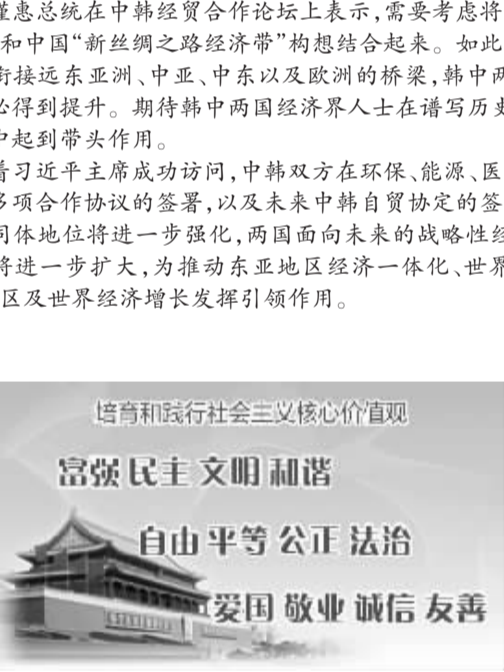 惠总统在中韩经贸合作论坛上表示,需要考虑将
和中国“新丝绸之路经济带”构想结合起来。如此
衔接远东亚洲、中亚、中东以及欧洲的桥梁,韩中两
必得到提升。期待韩中两国经济界人士在谱写历史
中起到带头作用。
着习近平主席成功访问,中韩双方在环保、能源、医
多项合作协议的签署,以及未来中韩自贸协定的签
同体地位将进一步强化,两国面向未来的战略性经
将进一步扩大,为推动东亚地区经济一体化、世界
区及世界经济增长发挥引领作用。
培育和践行社会主义核心价值观
富强 民主 文明 和谐
自由 平等 公正 法治
爱国 敬业 诚信 友善